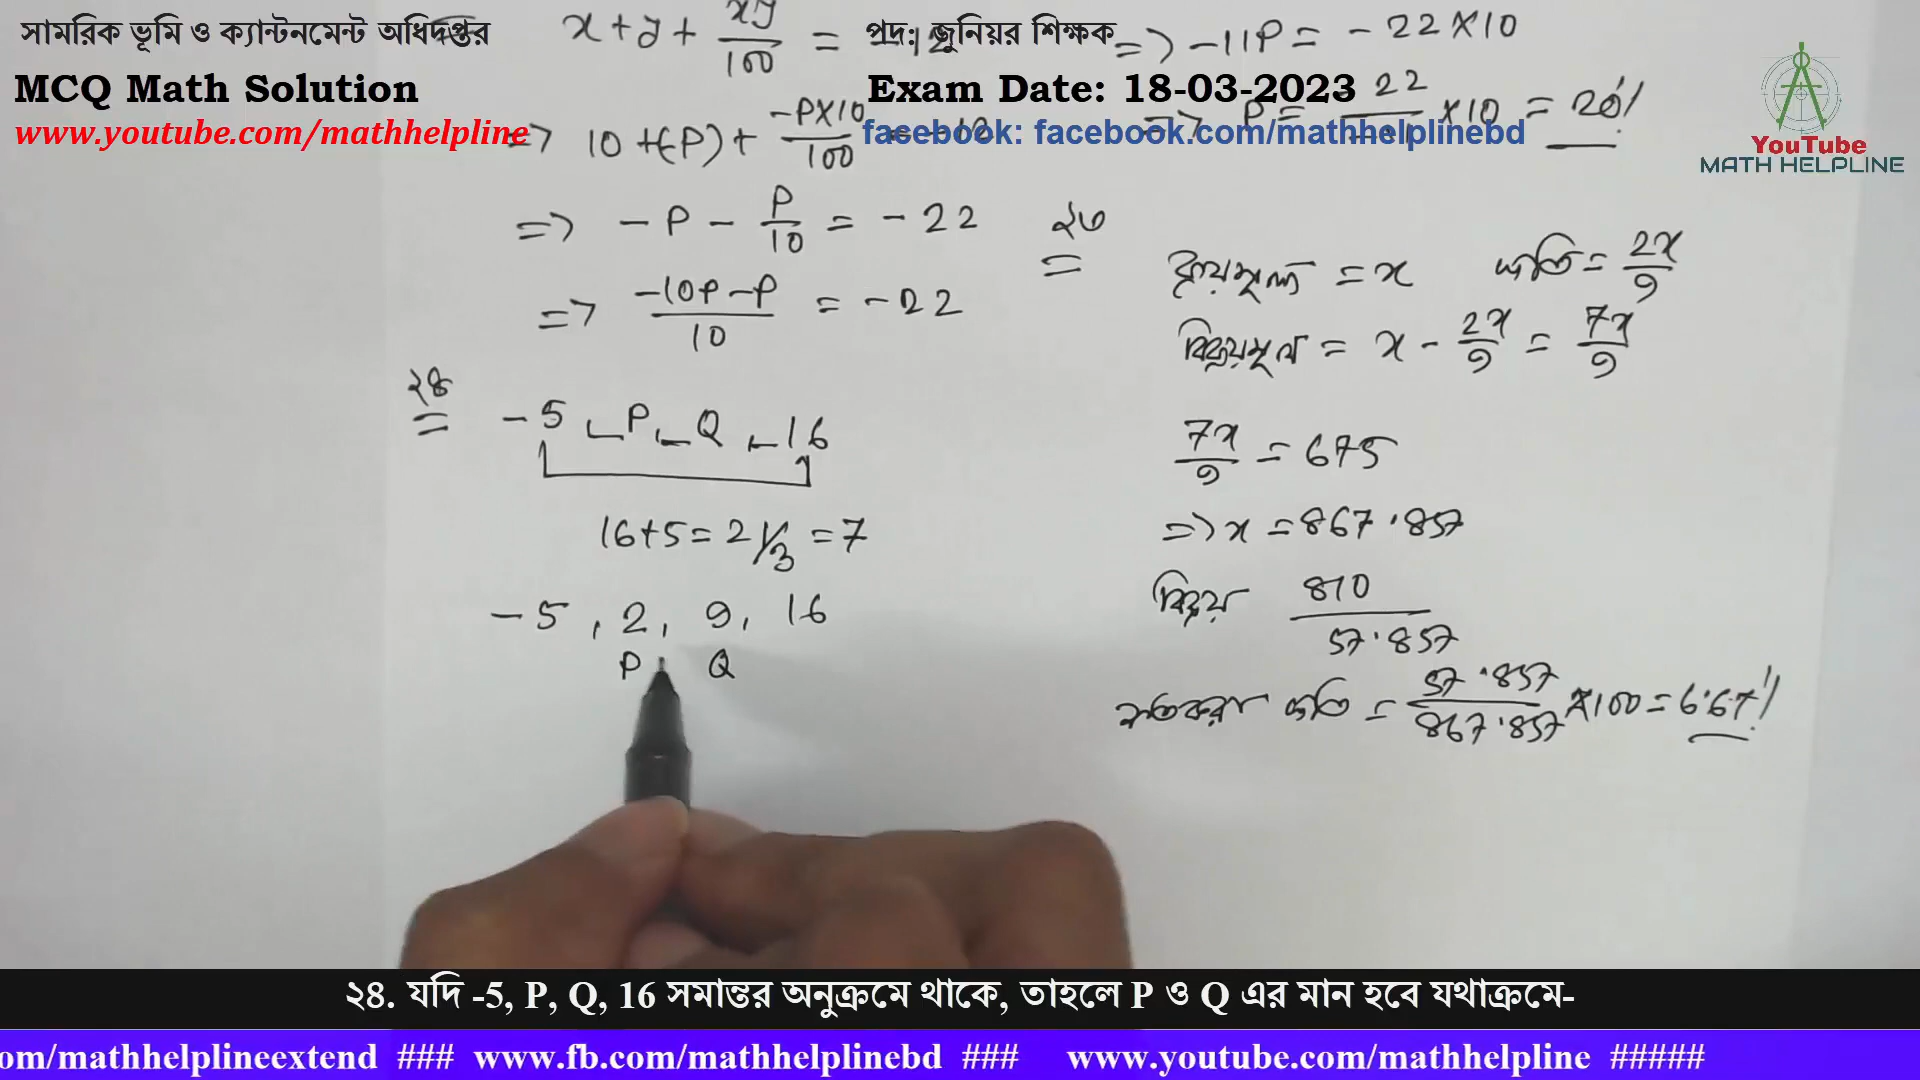 সামরিক ভূমি ও ক্যান্টনমেন্ট অধিদপ্তর
পদ: জুনিয়র শিক্ষক
MCQ Math Solution
Exam Date: 18-03-2023
www.youtube.com/mathhelpline
facebook: facebook.com/mathhelplinebd
YouTube
MATH HELPLINE
x + y + xy/100 = -12
=> 10 + (-P) + -P×10/100 = -12
=> -P - P/10 = -22
=> -10P-P/10 = -22
=> -11P = -22×10
=> P = 22/11 ×10 = 20%
২৩
ক্রয়মূল্য = x ক্ষতি = 2x/9
বিক্রয়মূল্য = x - 2x/9 = 7x/9
7x/9 = 675
=> x = 867.857
বিক্রয় 810
57.857
শতকরা ক্ষতি = 57.857/867.857 ×100 = 6.67%
২৪
-5 P Q 16
16+5 = 21/3 = 7
-5, 2, 9, 16
P Q
২৪. যদি -5, P, Q, 16 সমান্তর অনুক্রমে থাকে, তাহলে P ও Q এর মান হবে যথাক্রমে-
om/mathhelplineextend ### www.fb.com/mathhelplinebd ### www.youtube.com/mathhelpline #####